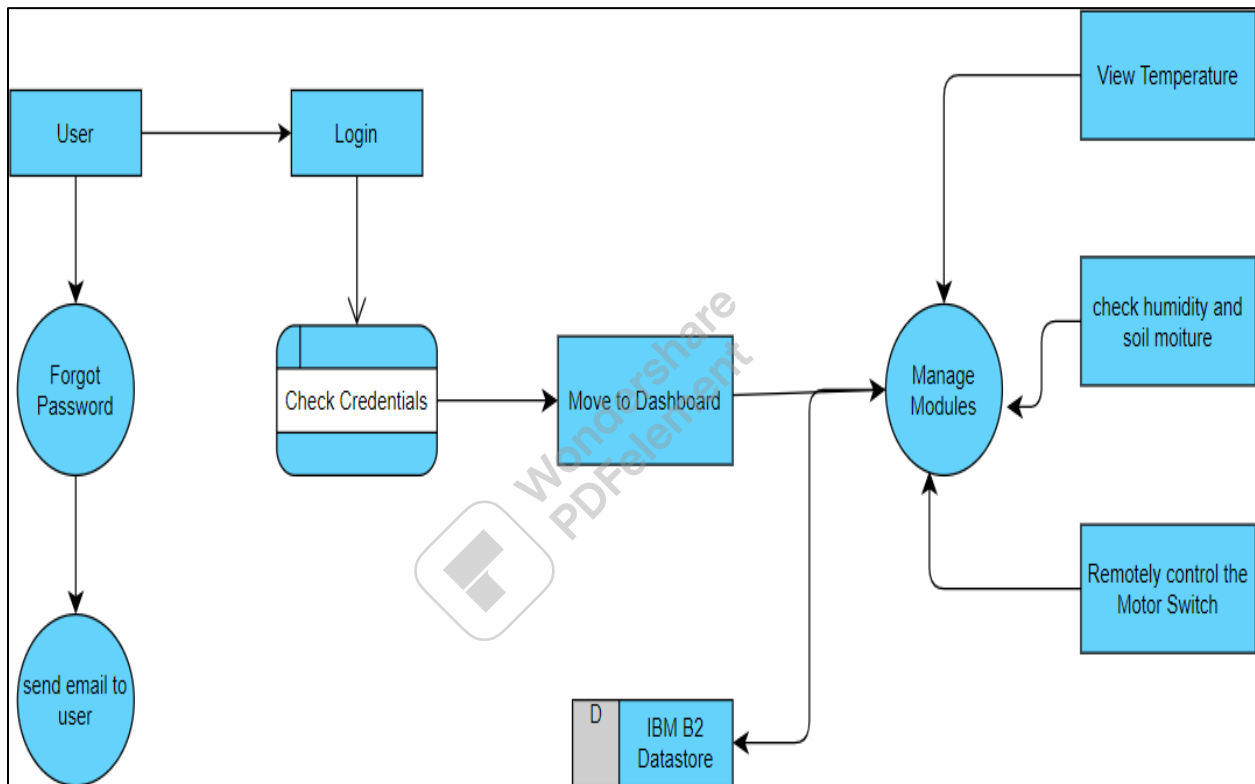 View Temperature
User
Login
check humidity and
soil moiture
Forgot
Password
Check Credentials
Move to Dashboard
Manage
Modules
Wondershare
PDFelement
Remotely control the
Motor Switch
send email to
user
D
IBM B2
Datastore